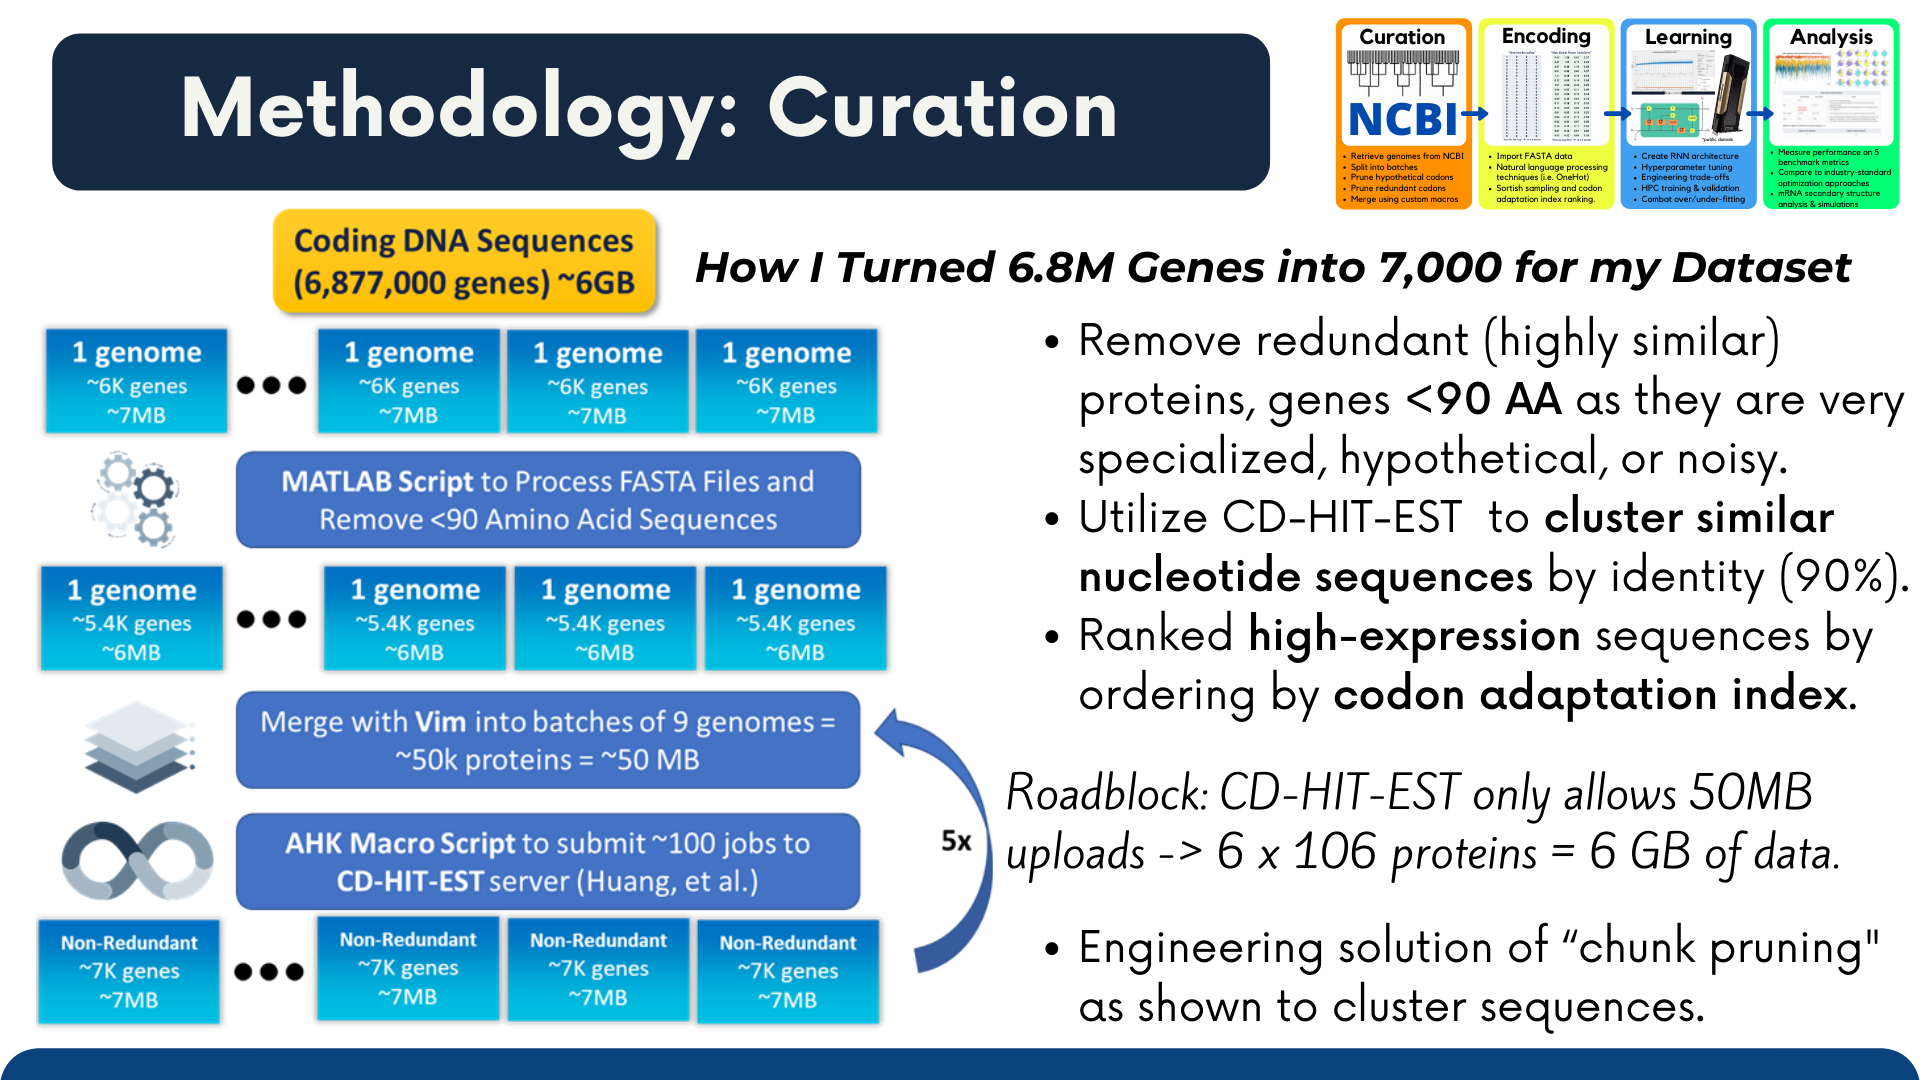 Methodology: Curation
Curation
NCBI
• Retrieve genomes from NCBI
• Split into batches
• Prune hypothetical codons
• Prune redundant codons
• Merge using custom macros
Encoding
• Import FASTA data
• Natural language processing
techniques (i.e. OneHot)
• Sortish sampling and codon
adaptation index ranking.
Learning
*public domain
• Create RNN architecture
• Hyperparameter tuning
• Engineering trade-offs
• HPC training & validation
• Combat over/under-fitting
Analysis
• Measure performance on 5
benchmark metrics
• Compare to industry-standard
optimization approaches
• mRNA secondary structure
analysis & simulations
Coding DNA Sequences
(6,877,000 genes) ~6GB
1 genome
~6K genes
~7MB
1 genome
~6K genes
~7MB
1 genome
~6K genes
~7MB
1 genome
~6K genes
~7MB
MATLAB Script to Process FASTA Files and
Remove <90 Amino Acid Sequences
1 genome
~5.4K genes
~6MB
1 genome
~5.4K genes
~6MB
1 genome
~5.4K genes
~6MB
1 genome
~5.4K genes
~6MB
Merge with Vim into batches of 9 genomes =
~50k proteins = ~50 MB
AHK Macro Script to submit ~100 jobs to
CD-HIT-EST server (Huang, et al.)
5x
Non-Redundant
~7K genes
~7MB
Non-Redundant
~7K genes
~7MB
Non-Redundant
~7K genes
~7MB
Non-Redundant
~7K genes
~7MB
How I Turned 6.8M Genes into 7,000 for my Dataset
• Remove redundant (highly similar)
proteins, genes <90 AA as they are very
specialized, hypothetical, or noisy.
• Utilize CD-HIT-EST to cluster similar
nucleotide sequences by identity (90%).
• Ranked high-expression sequences by
ordering by codon adaptation index.
Roadblock: CD-HIT-EST only allows 50MB
uploads -> 6 x 106 proteins = 6 GB of data.
• Engineering solution of “chunk pruning"
as shown to cluster sequences.